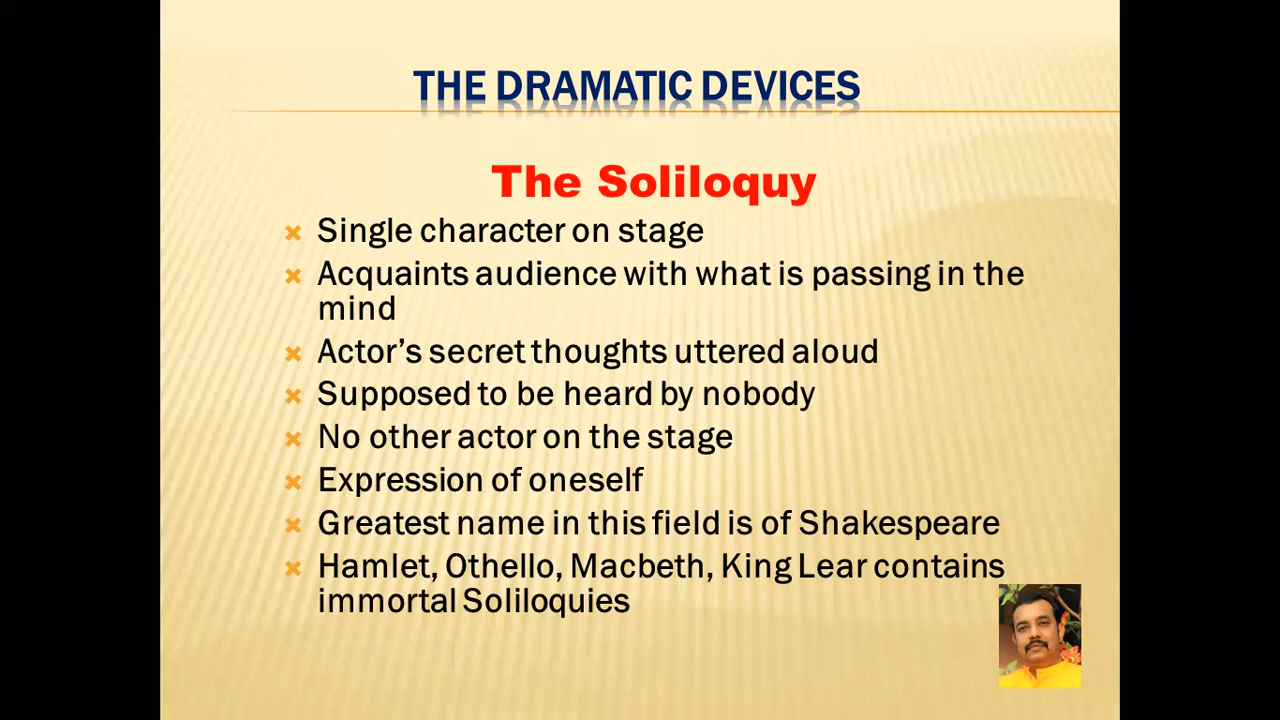 THE DRAMATIC DEVICES
The Soliloquy
Single character on stage
Acquaints audience with what is passing in the
mind
Actor's secret thoughts uttered aloud
Supposed to be heard by nobody
No other actor on the stage
Expression of oneself
Greatest name in this field is of Shakespeare
Hamlet, Othello, Macbeth, King Lear contains
immortal Soliloquies